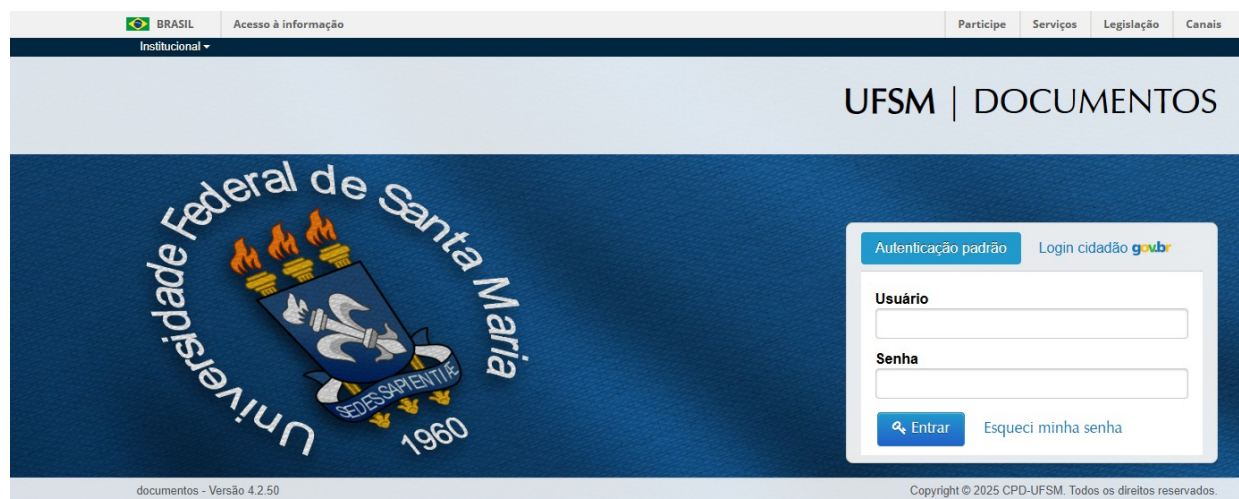 BRASIL Acesso à informação Participe Serviços Legislação Canais
Institucional
UFSM | DOCUMENTOS
Universidade Federal de Santa Maria
SEDES SAPIENTIÆ
1960
Autenticação padrão Login cidadão gov.br
Usuário
Senha
Entrar Esqueci minha senha
documentos - Versão 4.2.50 Copyright © 2025 CPD-UFSM. Todos os direitos reservados.